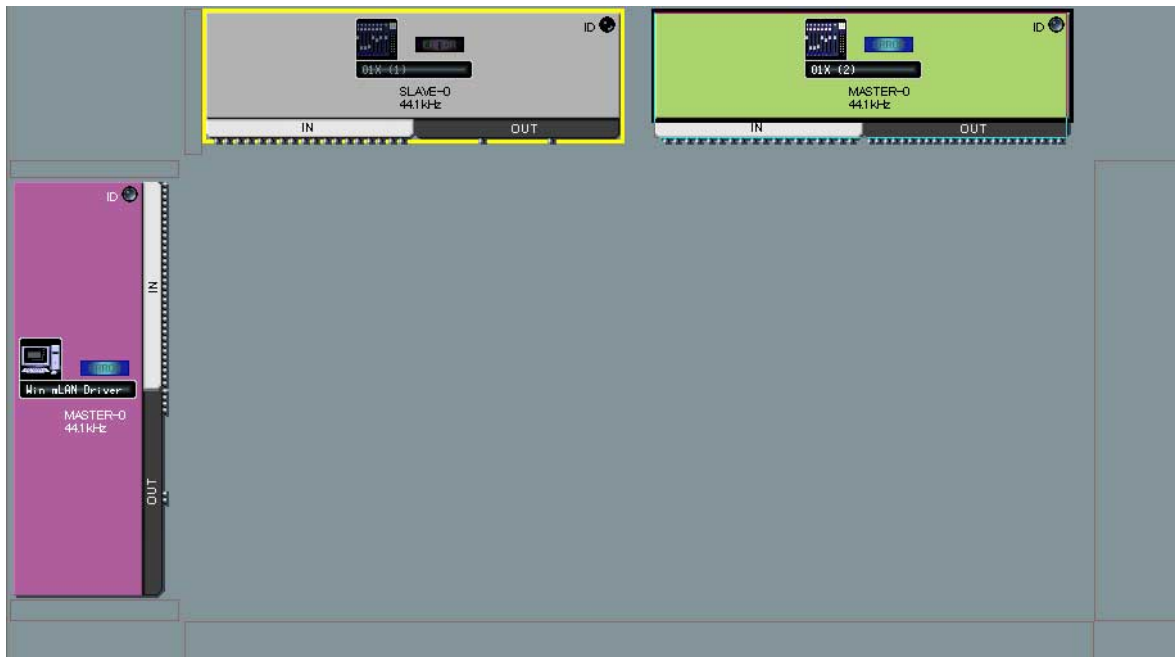 ID
01X (1)
SLAVE-0
44.1kHz
IN OUT
ID
01X (2)
MASTER-0
44.1kHz
IN OUT
ID
IN
Win mLAN Driver
MASTER-0
44.1kHz
OUT